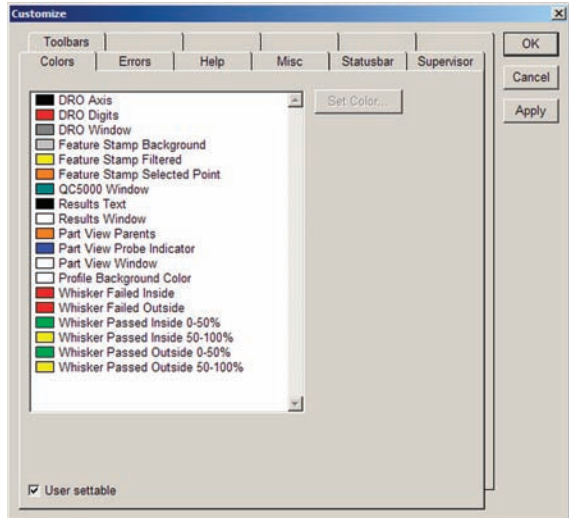 Customize
Toolbars
Colors Errors Help Misc Statusbar Supervisor
DRO Axis
DRO Digits
DRO Window
Feature Stamp Background
Feature Stamp Filtered
Feature Stamp Selected Point
QC5000 Window
Results Text
Results Window
Part View Parents
Part View Probe Indicator
Part View Window
Profile Background Color
Whisker Failed Inside
Whisker Failed Outside
Whisker Passed Inside 0-50%
Whisker Passed Inside 50-100%
Whisker Passed Outside 0-50%
Whisker Passed Outside 50-100%
Set Color...
User settable
OK
Cancel
Apply